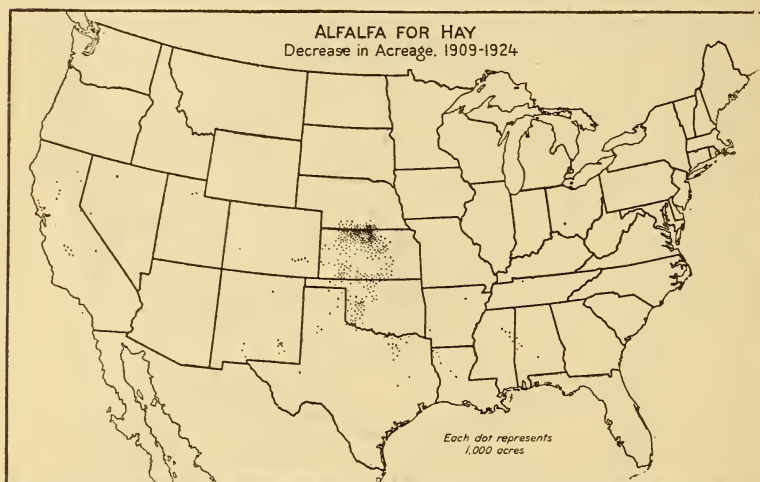 ALFALFA FOR HAY
Decrease in Acreage, 1909-1924
Each dot represents
1,000 acres